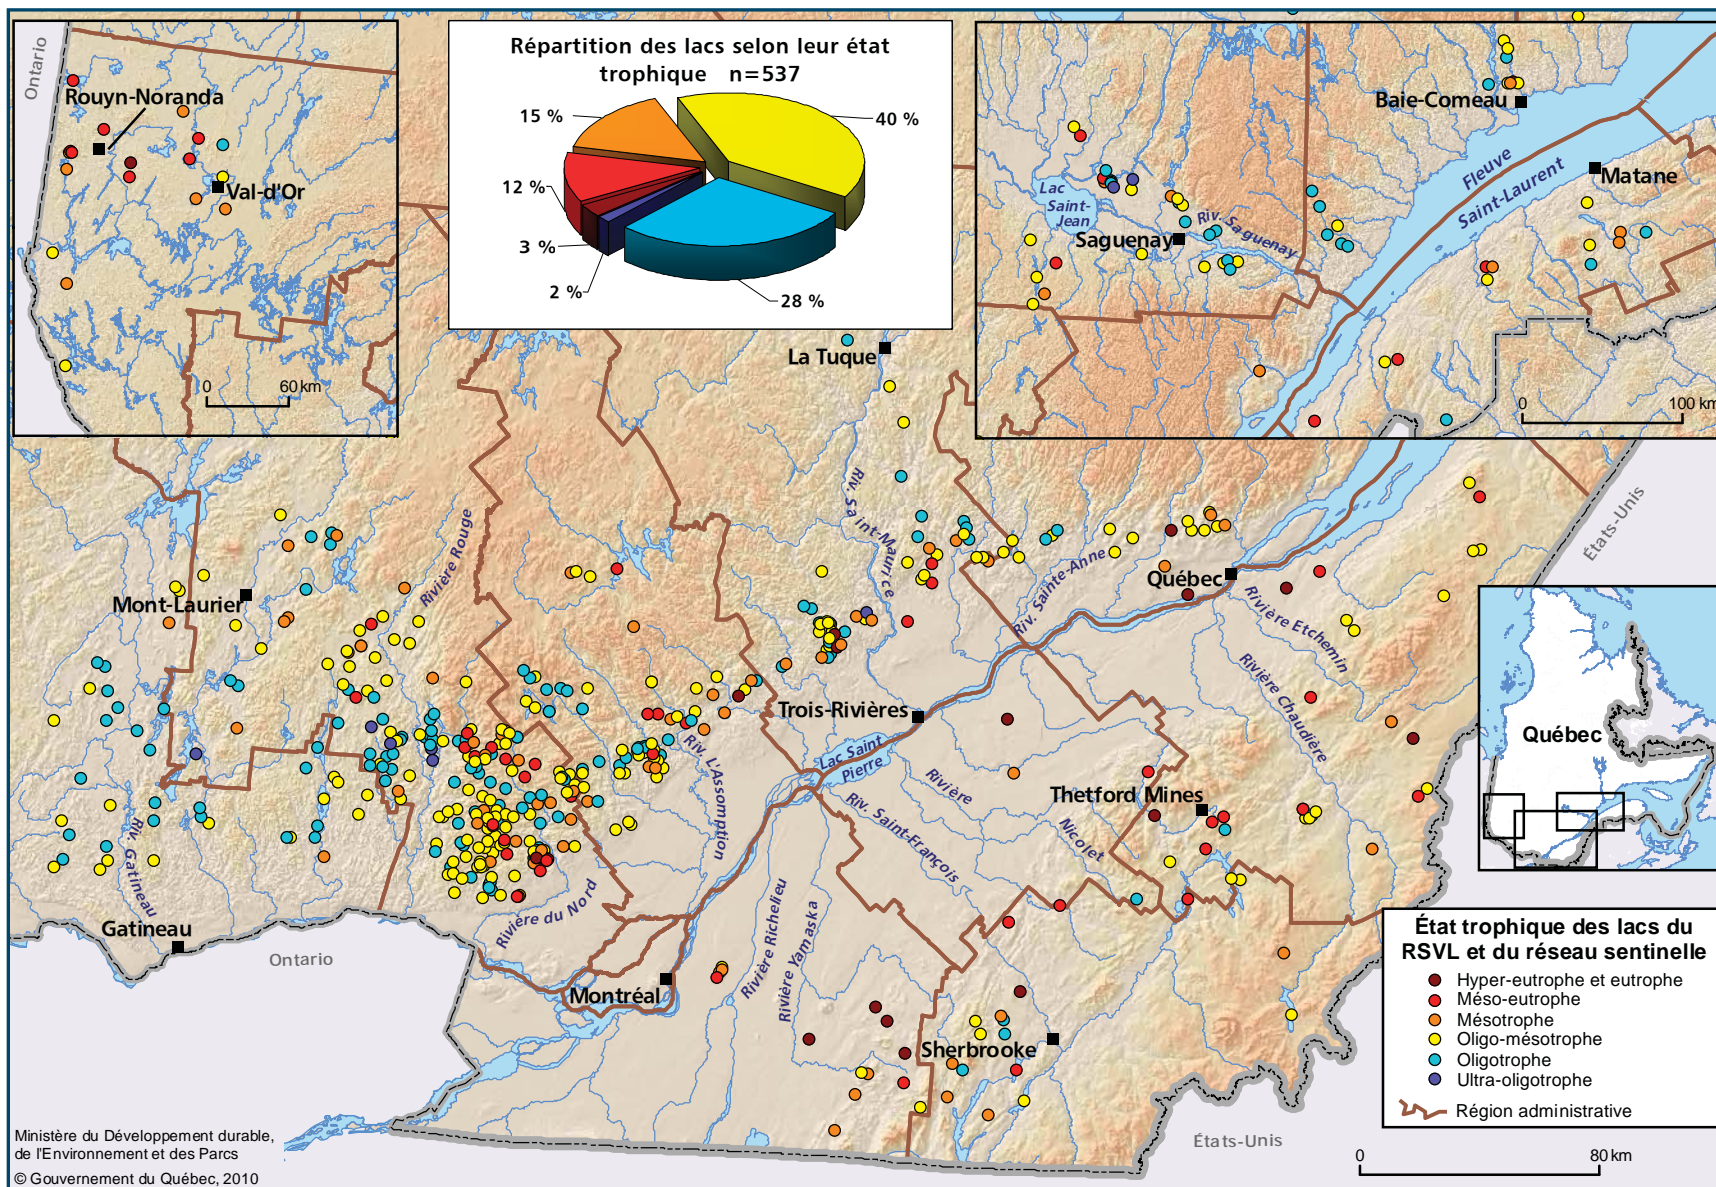 Ontario
Rouyn-Noranda
Val-d'Or
0 60 km
Répartition des lacs selon leur état
trophique n=537
15 %
40 %
12 %
3 %
2 %
28 %
Baie-Comeau
Fleuve
Saint-Laurent
Matane
Lac
Saint-
Jean
Riv. Saguenay
Saguenay
0 100 km
La Tuque
Riv. Saint-Maurice
Rivière Rouge
Mont-Laurier
Riv. Sainte-Anne
Québec
Rivière Etchemin
Rivière Chaudière
États-Unis
Québec
Trois-Rivières
Lac Saint
Pierre
Riv. L'Assomption
Rivière
Nicolet
Riv. Saint-François
Thetford Mines
Riv. Gatineau
Gatineau
Ontario
Rivière du Nord
Montréal
Rivière Richelieu
Rivière Yamaska
Sherbrooke
États-Unis
État trophique des lacs du
RSVL et du réseau sentinelle
Hyper-eutrophe et eutrophe
Méso-eutrophe
Mésotrophe
Oligo-mésotrophe
Oligotrophe
Ultra-oligotrophe
Région administrative
0 80 km
Ministère du Développement durable,
de l'Environnement et des Parcs
© Gouvernement du Québec, 2010